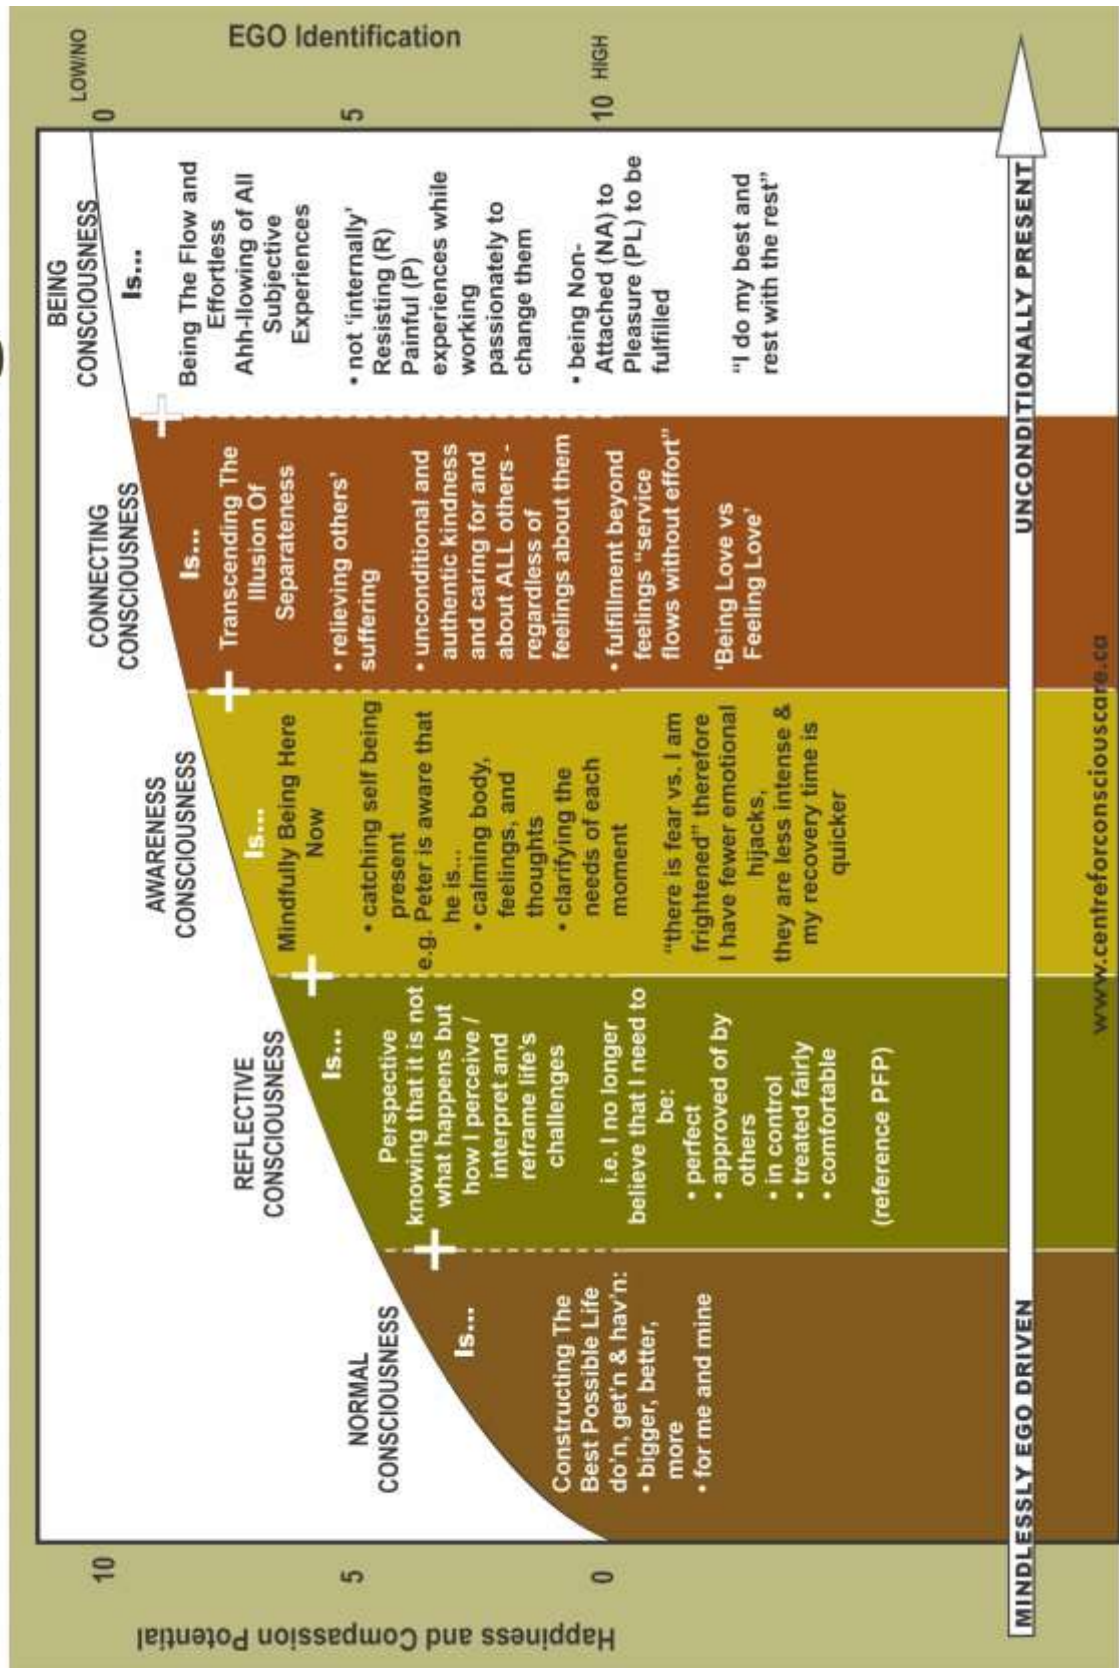 Happiness and Compassion Potential
10
5
0
NORMAL
CONSCIOUSNESS
Is...
Constructing The
Best Possible Life
do'n, get'n & hav'n:
• bigger, better,
more
• for me and mine
REFLECTIVE
CONSCIOUSNESS
Is...
Perspective
knowing that it is not
what happens but
how I perceive /
interpret and
reframe life's
challenges
i.e. I no longer
believe that I need to
be:
• perfect
• approved of by
others
• in control
• treated fairly
• comfortable
(reference PFP)
AWARENESS
CONSCIOUSNESS
Is...
Mindfully Being Here
Now
• catching self being
present
e.g. Peter is aware that
he is...
• calming body,
feelings, and
thoughts
• clarifying the
needs of each
moment
“there is fear vs. I am
frightened” therefore
I have fewer emotional
hijacks,
they are less intense &
my recovery time is
quicker
CONNECTING
CONSCIOUSNESS
Is...
Transcending The
Illusion Of
Separateness
• relieving others’
suffering
• unconditional and
authentic kindness
and caring for and
about ALL others -
regardless of
feelings about them
• fulfillment beyond
feelings “service
flows without effort”
‘Being Love vs
Feeling Love’
BEING
CONSCIOUSNESS
Is...
Being The Flow and
Effortless
Ahh-llowing of All
Subjective
Experiences
• not ‘internally’
Resisting (R)
Painful (P)
experiences while
working
passionately to
change them
• being Non-
Attached (NA) to
Pleasure (PL) to be
fulfilled
“I do my best and
rest with the rest”
LOW/NO
0
5
10 HIGH
EGO Identification
MINDLESSLY EGO DRIVEN
UNCONDITIONALLY PRESENT
www.centreforconsciouscare.ca